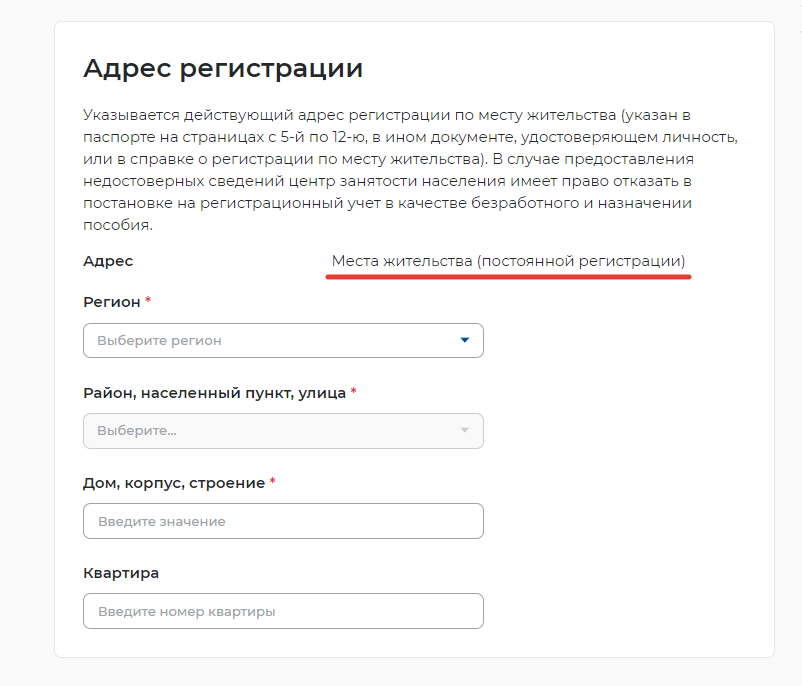 Адрес регистрации
Указывается действующий адрес регистрации по месту жительства (указан в
паспорте на страницах с 5-й по 12-ю, в ином документе, удостоверяющем личность,
или в справке о регистрации по месту жительства). В случае предоставления
недостоверных сведений центр занятости населения имеет право отказать в
постановке на регистрационный учет в качестве безработного и назначении
пособия.
Адрес Места жительства (постоянной регистрации)
Регион *
Выберите регион
Район, населенный пункт, улица *
Выберите...
Дом, корпус, строение *
Введите значение
Квартира
Введите номер квартиры